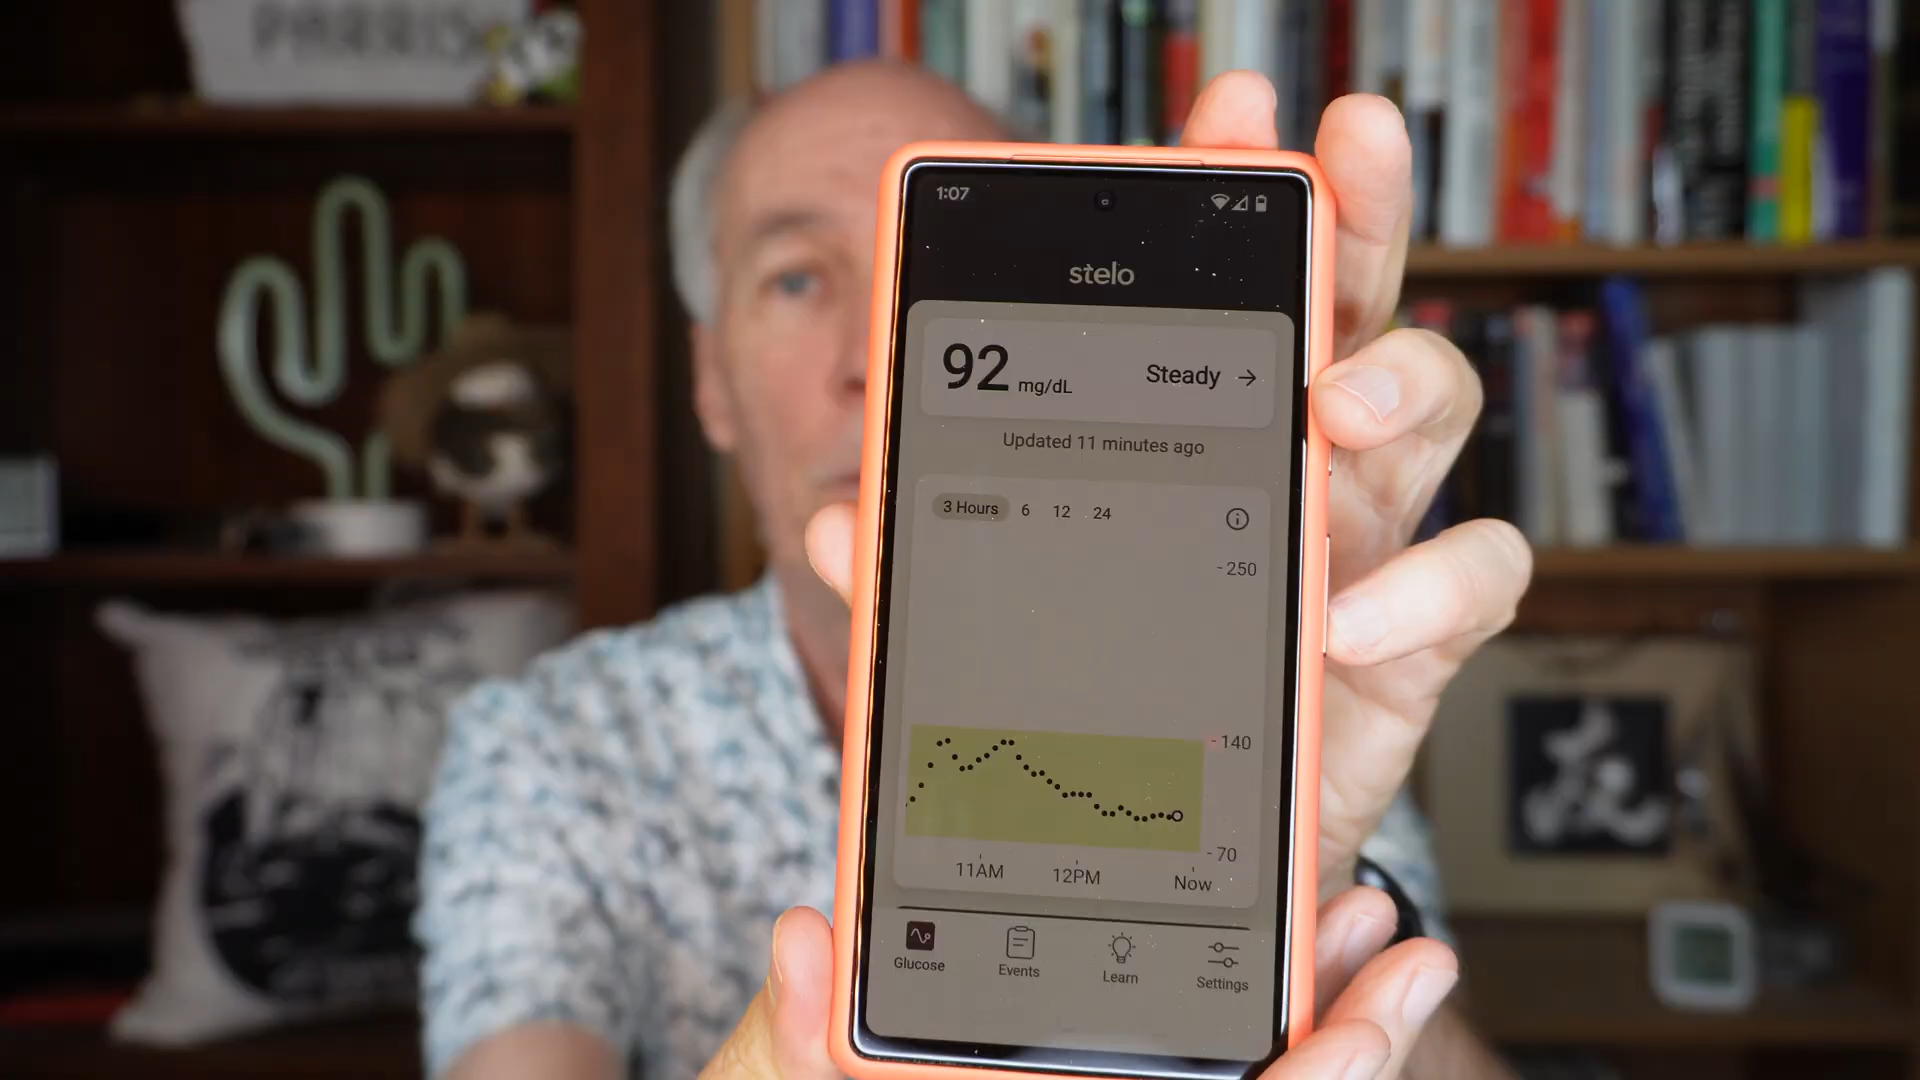 PARRIS
1:07
stelo
92 mg/dL Steady →
Updated 11 minutes ago
3 Hours 6 12 24
-250
-140
-70
11AM 12PM Now
Glucose Events Learn Settings